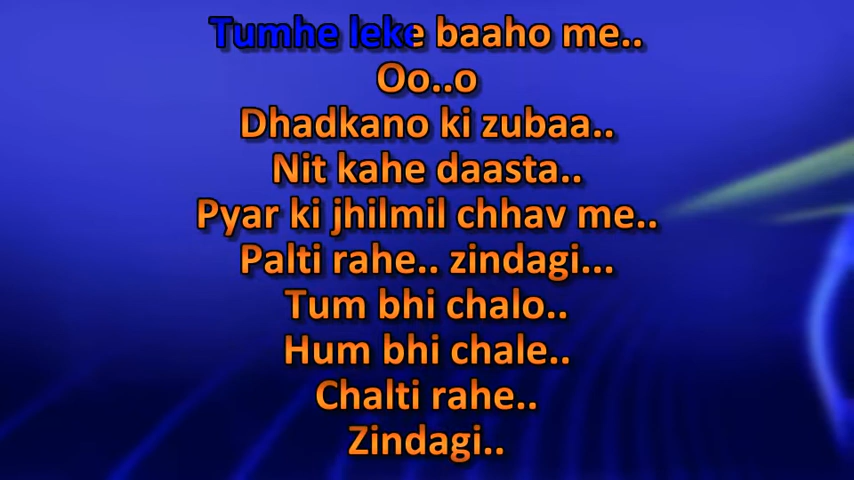 Tumhe leke baaho me..
Oo..o
Dhadkano ki zubaa..
Nit kahe daasta..
Pyar ki jhilmil chhav me..
Palti rahe.. zindagi...
Tum bhi chalo..
Hum bhi chale..
Chalti rahe..
Zindagi..